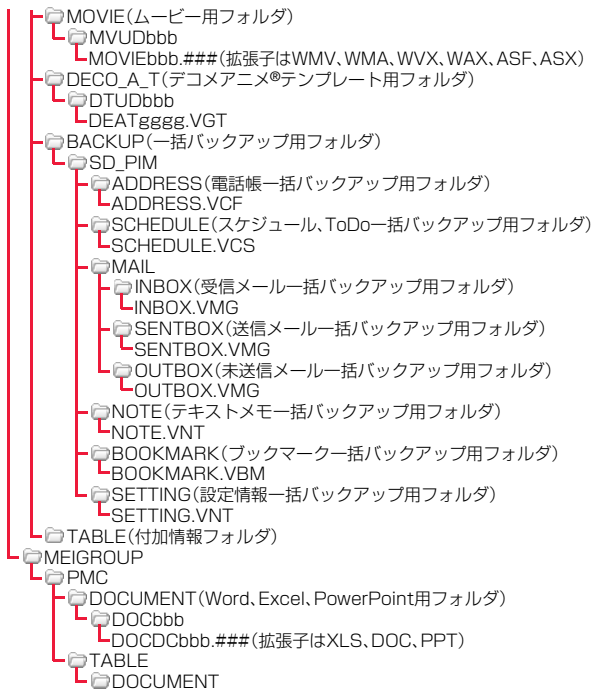 MOVIE(ムービー用フォルダ)
MVUDbbb
MOVIEbbb.###(拡張子はWMV、WMA、WVX、WAX、ASF、ASX)
DECO_A_T(デコメアニメ®テンプレート用フォルダ)
DTUDbbb
DEATgggg.VGT
BACKUP(一括バックアップ用フォルダ)
SD_PIM
ADDRESS(電話帳一括バックアップ用フォルダ)
ADDRESS.VCF
SCHEDULE(スケジュール、ToDo一括バックアップ用フォルダ)
SCHEDULE.VCS
MAIL
INBOX(受信メール一括バックアップ用フォルダ)
INBOX.VMG
SENTBOX(送信メール一括バックアップ用フォルダ)
SENTBOX.VMG
OUTBOX(未送信メール一括バックアップ用フォルダ)
OUTBOX.VMG
NOTE(テキストメモ一括バックアップ用フォルダ)
NOTE.VNT
BOOKMARK(ブックマーク一括バックアップ用フォルダ)
BOOKMARK.VBM
SETTING(設定情報一括バックアップ用フォルダ)
SETTING.VNT
TABLE(付加情報フォルダ)
MEIGROUP
PMC
DOCUMENT(Word、Excel、PowerPoint用フォルダ)
DOCbbb
DOCDCbbb.###(拡張子はXLS、DOC、PPT)
TABLE
DOCUMENT